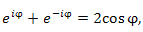 e^{iφ} + e^{−iφ} = 2cos φ,